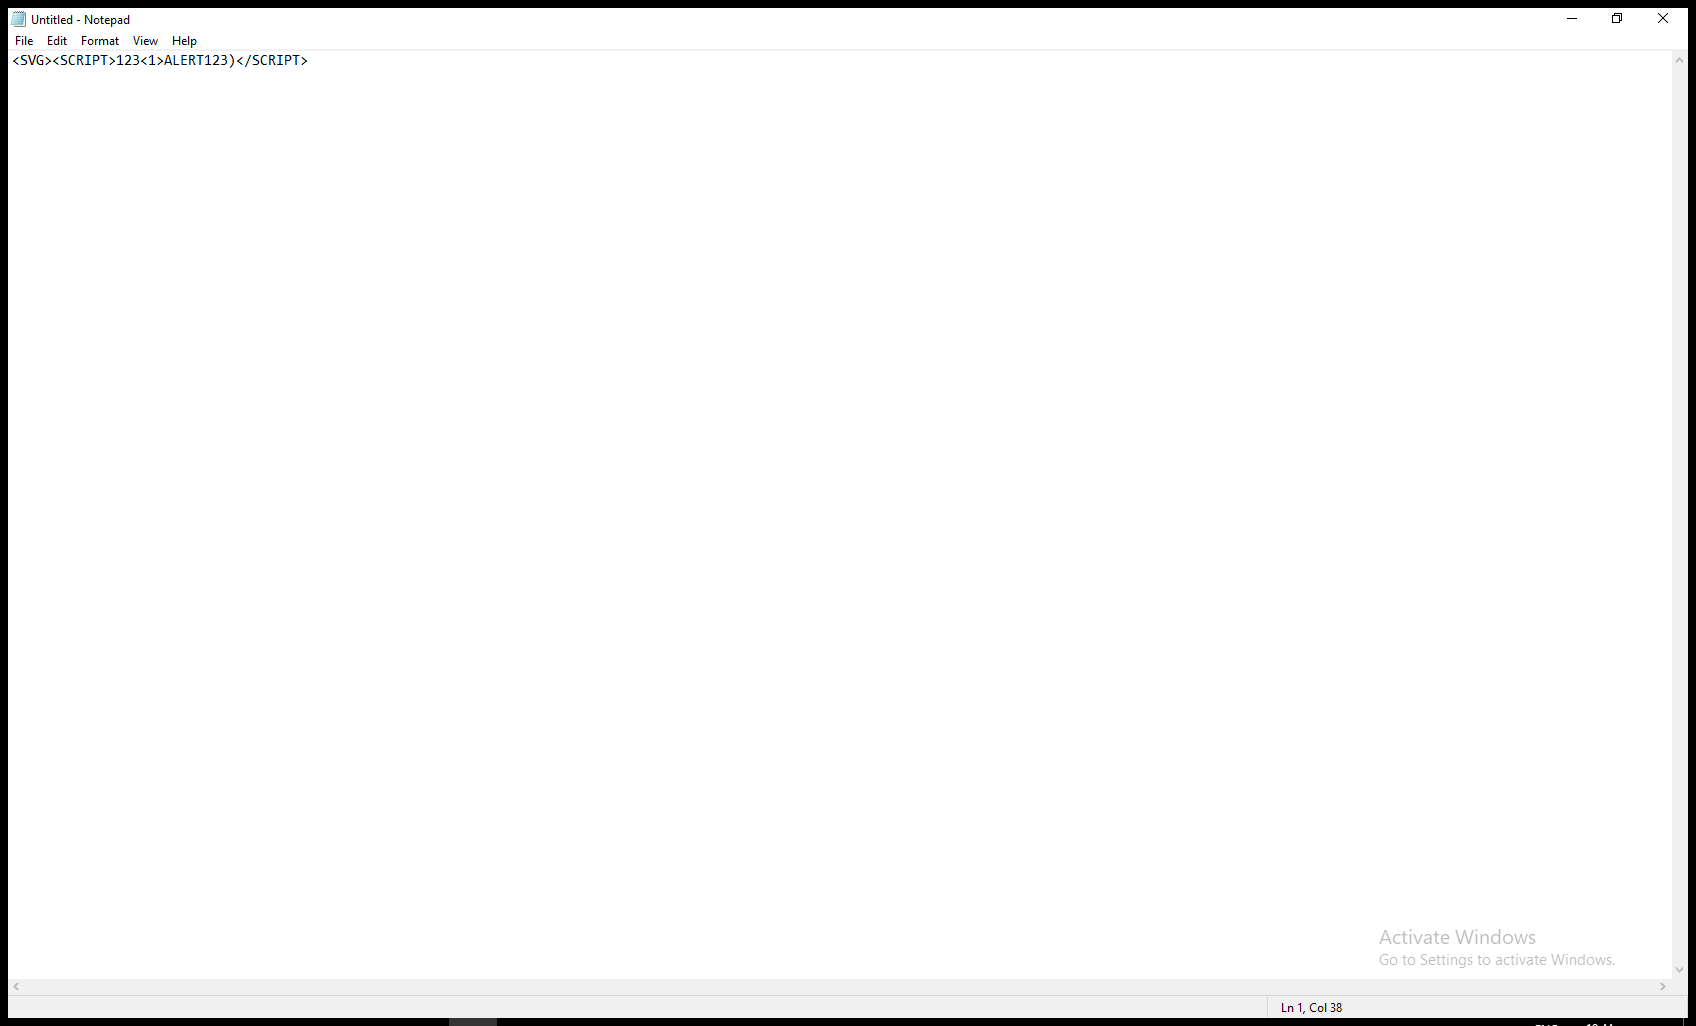 Untitled - Notepad
File Edit Format View Help
<SVG><SCRIPT>123<1>ALERT123)</SCRIPT>
Activate Windows
Go to Settings to activate Windows.
Ln 1, Col 38